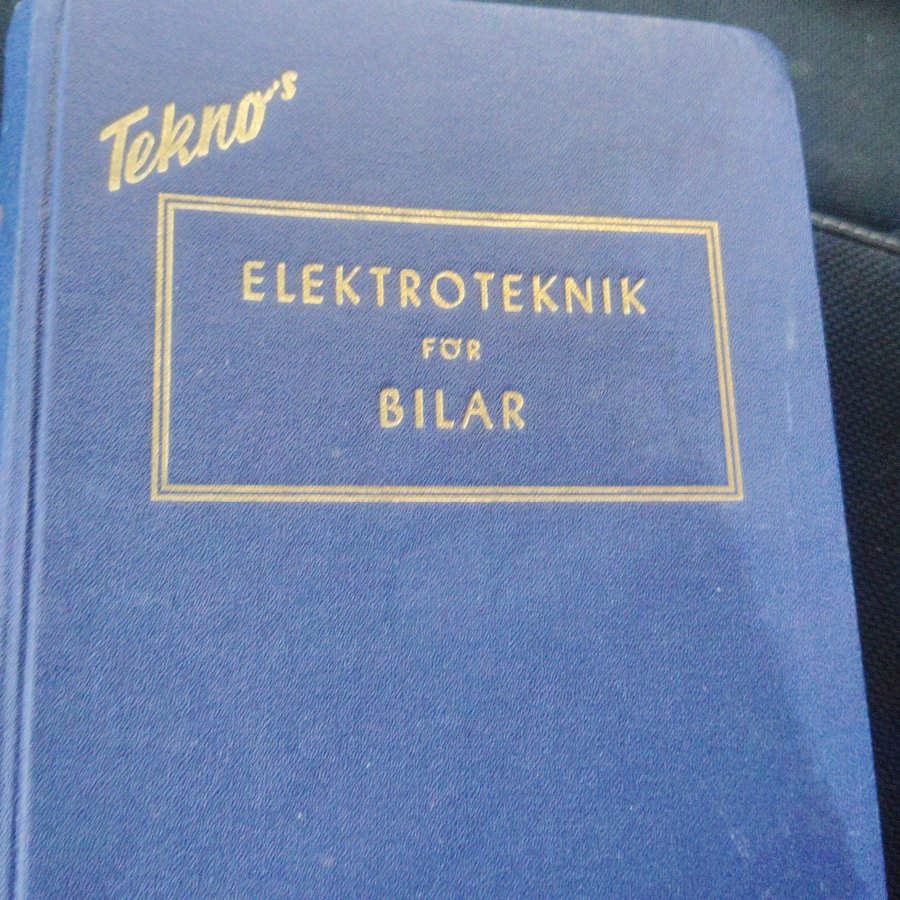 Tekno's
ELEKTROTEKNIK
FÖR
BILAR